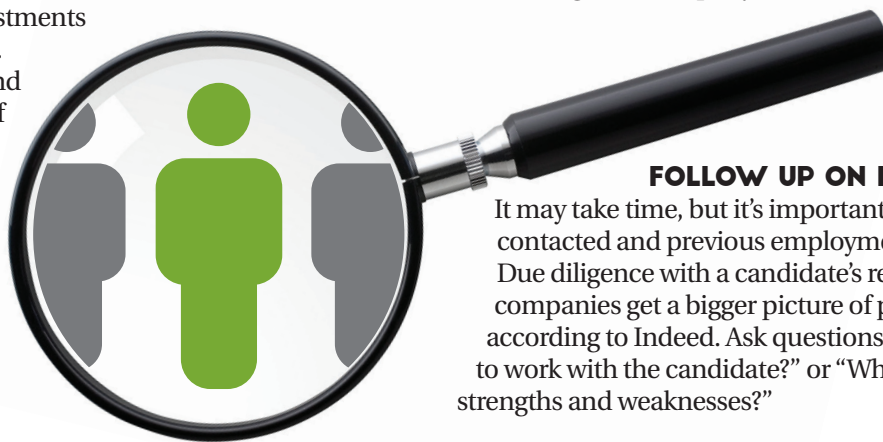 stments
nd
f
FOLLOW UP ON
It may take time, but it's important
contacted and previous employme
Due diligence with a candidate's re
companies get a bigger picture of p
according to Indeed. Ask questions
to work with the candidate?” or “Wh
strengths and weaknesses?”